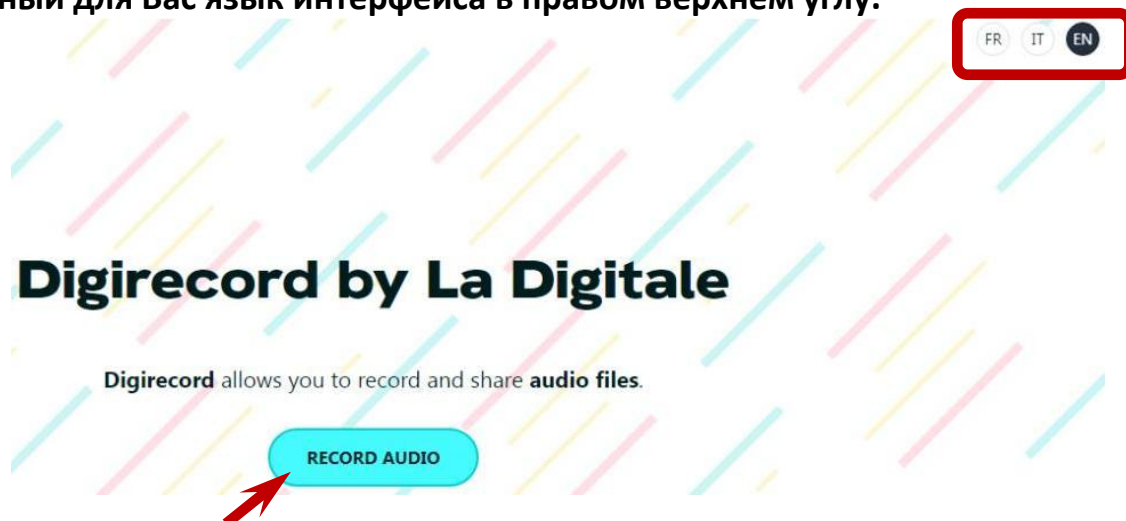 ный для Вас язык интерфейса в правом верхнем углу.
FR IT EN
Digirecord by La Digitale
Digirecord allows you to record and share audio files.
RECORD AUDIO